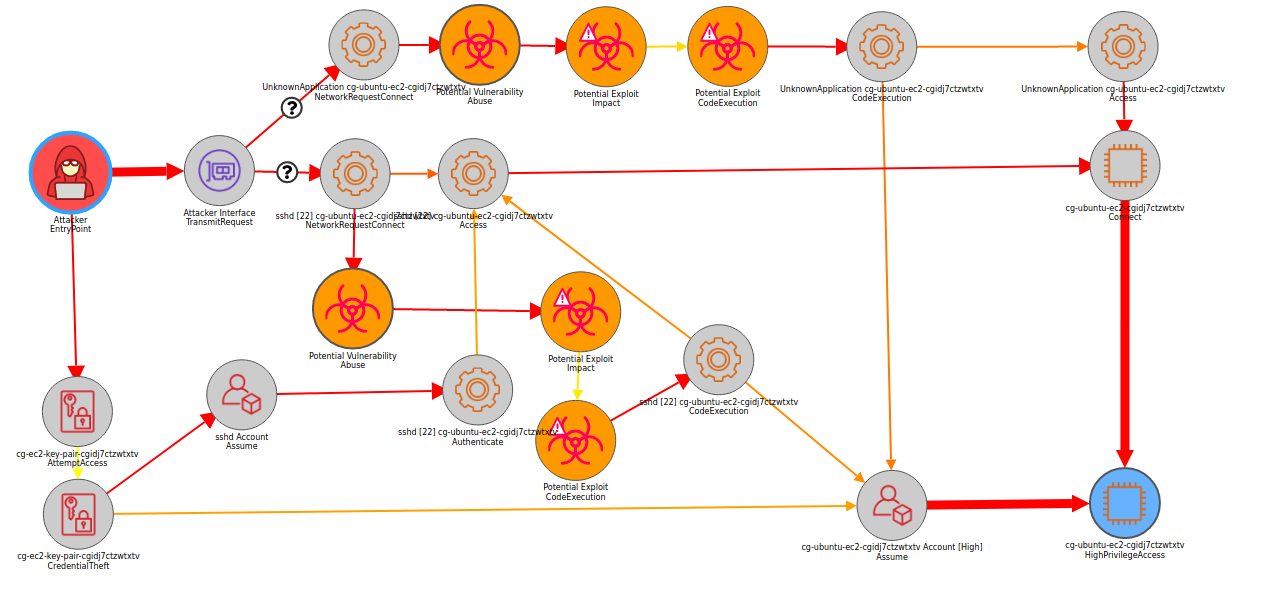 UnknownApplication cg-ubuntu-ec2-cgidj7ctzwtxtv
NetworkRequestConnect
Potential Vulnerability
Abuse
Potential Exploit
Impact
Potential Exploit
CodeExecution
UnknownApplication cg-ubuntu-ec2-cgidj7ctzwtxtv
CodeExecution
UnknownApplication cg-ubuntu-ec2-cgidj7ctzwtxtv
Access
?
?
Attacker
EntryPoint
Attacker Interface
TransmitRequest
sshd [22] cg-ubuntu-ec2-cgidj7ctzwtxtv
NetworkRequestConnect
sshd [22] cg-ubuntu-ec2-cgidj7ctzwtxtv
Access
cg-ubuntu-ec2-cgidj7ctzwtxtv
Connect
Potential Vulnerability
Abuse
Potential Exploit
Impact
sshd [22] cg-ubuntu-ec2-cgidj7ctzwtxtv
CodeExecution
sshd Account
Assume
sshd [22] cg-ubuntu-ec2-cgidj7ctzwtxtv
Authenticate
cg-ec2-key-pair-cgidj7ctzwtxtv
AttemptAccess
Potential Exploit
CodeExecution
cg-ec2-key-pair-cgidj7ctzwtxtv
CredentialTheft
cg-ubuntu-ec2-cgidj7ctzwtxtv Account [High]
Assume
cg-ubuntu-ec2-cgidj7ctzwtxtv
HighPrivilegeAccess